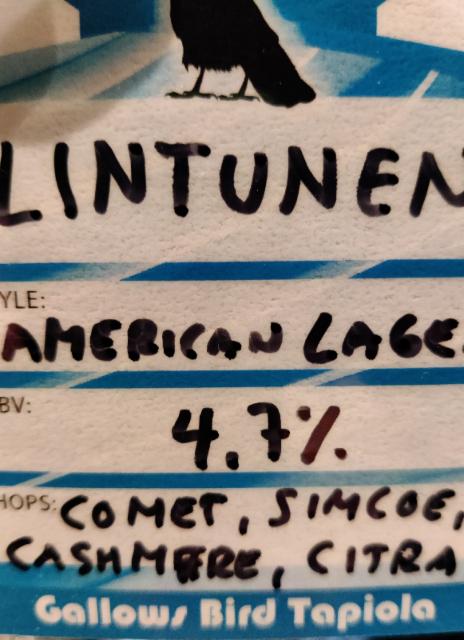 LINTUNEN
YLE:
AMERICAN LAGE
BV:
4.7%
HOPS: COMET, SIMCOE,
CASHMERE, CITRA
Gallows Bird Tapiola